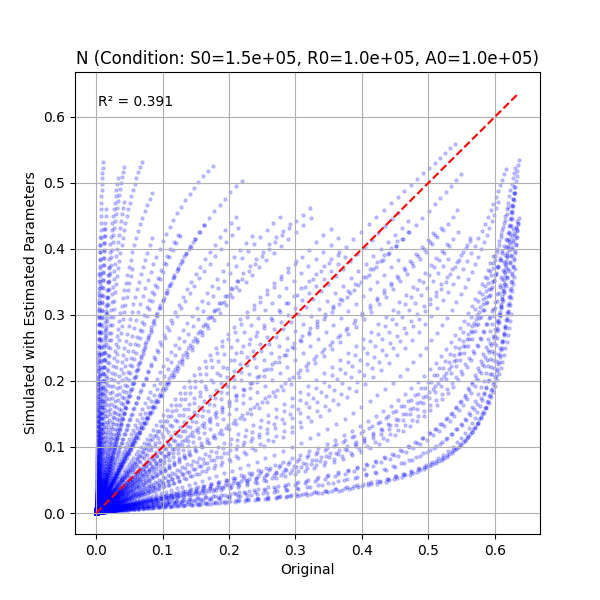 N (Condition: S0=1.5e+05, R0=1.0e+05, A0=1.0e+05)
R² = 0.391
0.6
0.5
0.4
0.3
0.2
0.1
0.0
Simulated with Estimated Parameters
0.0 0.1 0.2 0.3 0.4 0.5 0.6
Original